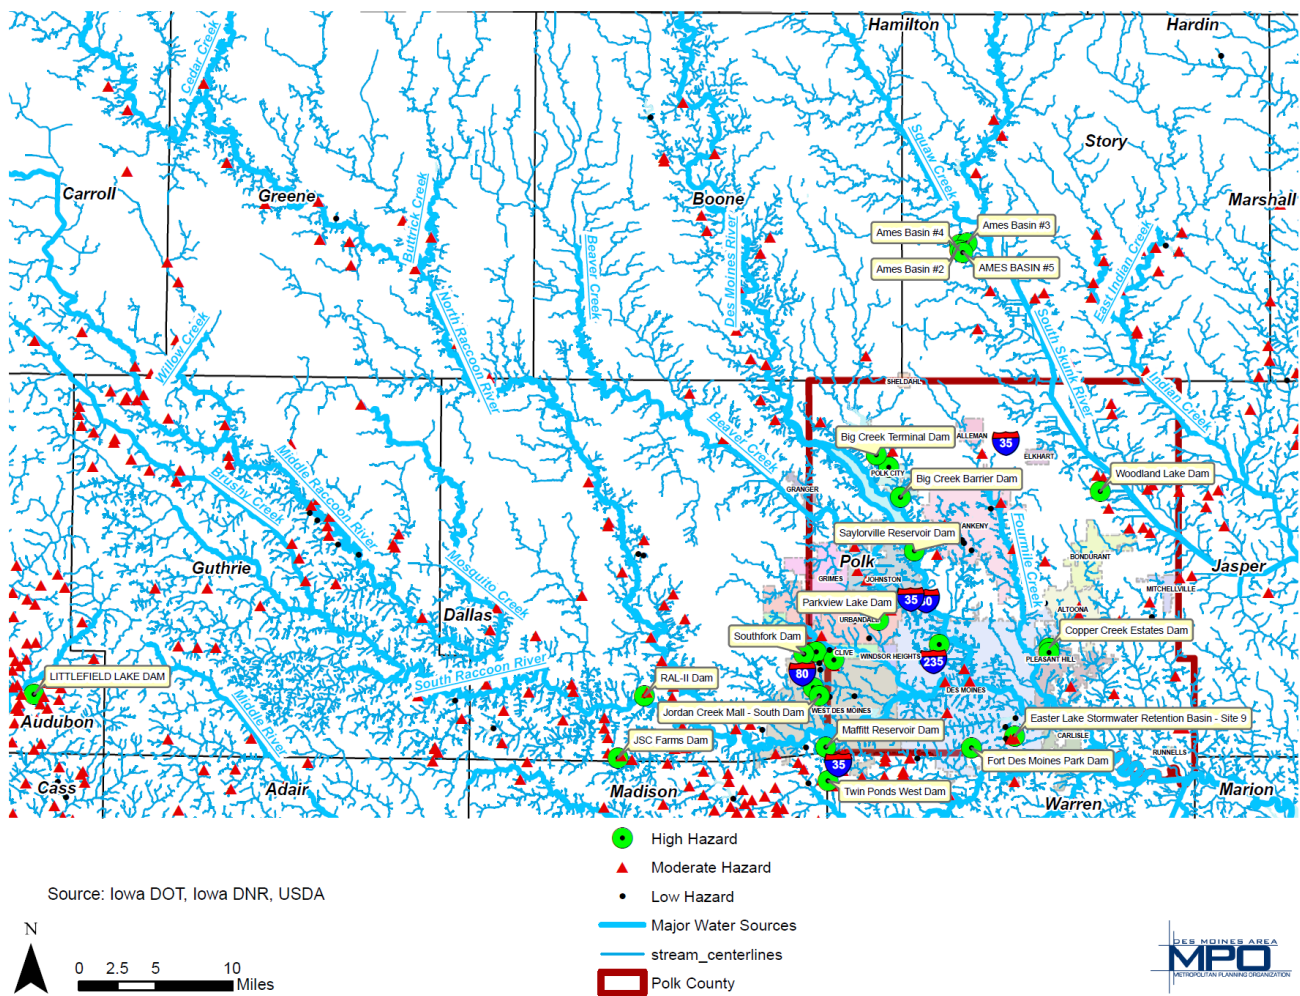 Hamilton
Hardin
Cedar Creek
Squaw Creek
Story
Carroll
Greene
Boone
Marshall
Buttrick Creek
Beaver Creek
Des Moines River
Ames Basin #4
Ames Basin #3
Ames Basin #2
AMES BASIN #5
East Indian Creek
North Raccoon River
South Skunk River
Willow Creek
Indian Creek
SHELDAHL
Beaver Creek
Big Creek Terminal Dam
ALLEMAN
35
ELKHART
Middle Raccoon River
Brushy Creek
POLK CITY
Big Creek Barrier Dam
Woodland Lake Dam
GRANGER
Saylorville Reservoir Dam
ANKENY
Fourmile Creek
Mosquito Creek
Guthrie
Polk
BONDURANT
Jasper
GRIMES
JOHNSTON
MITCHELLVILLE
Dallas
Parkview Lake Dam
35
80
ALTOONA
URBANDALE
Southfork Dam
Copper Creek Estates Dam
CLIVE
WINDSOR HEIGHTS
235
PLEASANT HILL
South Raccoon River
LITTLEFIELD LAKE DAM
RAL-II Dam
80
DES MOINES
Middle River
Jordan Creek Mall - South Dam
WEST DES MOINES
Audubon
Easter Lake Stormwater Retention Basin - Site 9
Maffitt Reservoir Dam
CARLISLE
JSC Farms Dam
RUNNELLS
Fort Des Moines Park Dam
35
Cass
Adair
Madison
Twin Ponds West Dam
Warren
Marion
High Hazard
Moderate Hazard
Low Hazard
Major Water Sources
stream_centerlines
Polk County
Source: Iowa DOT, Iowa DNR, USDA
N
0 2.5 5 10
Miles
DES MOINES AREA
MPO
METROPOLITAN PLANNING ORGANIZATION